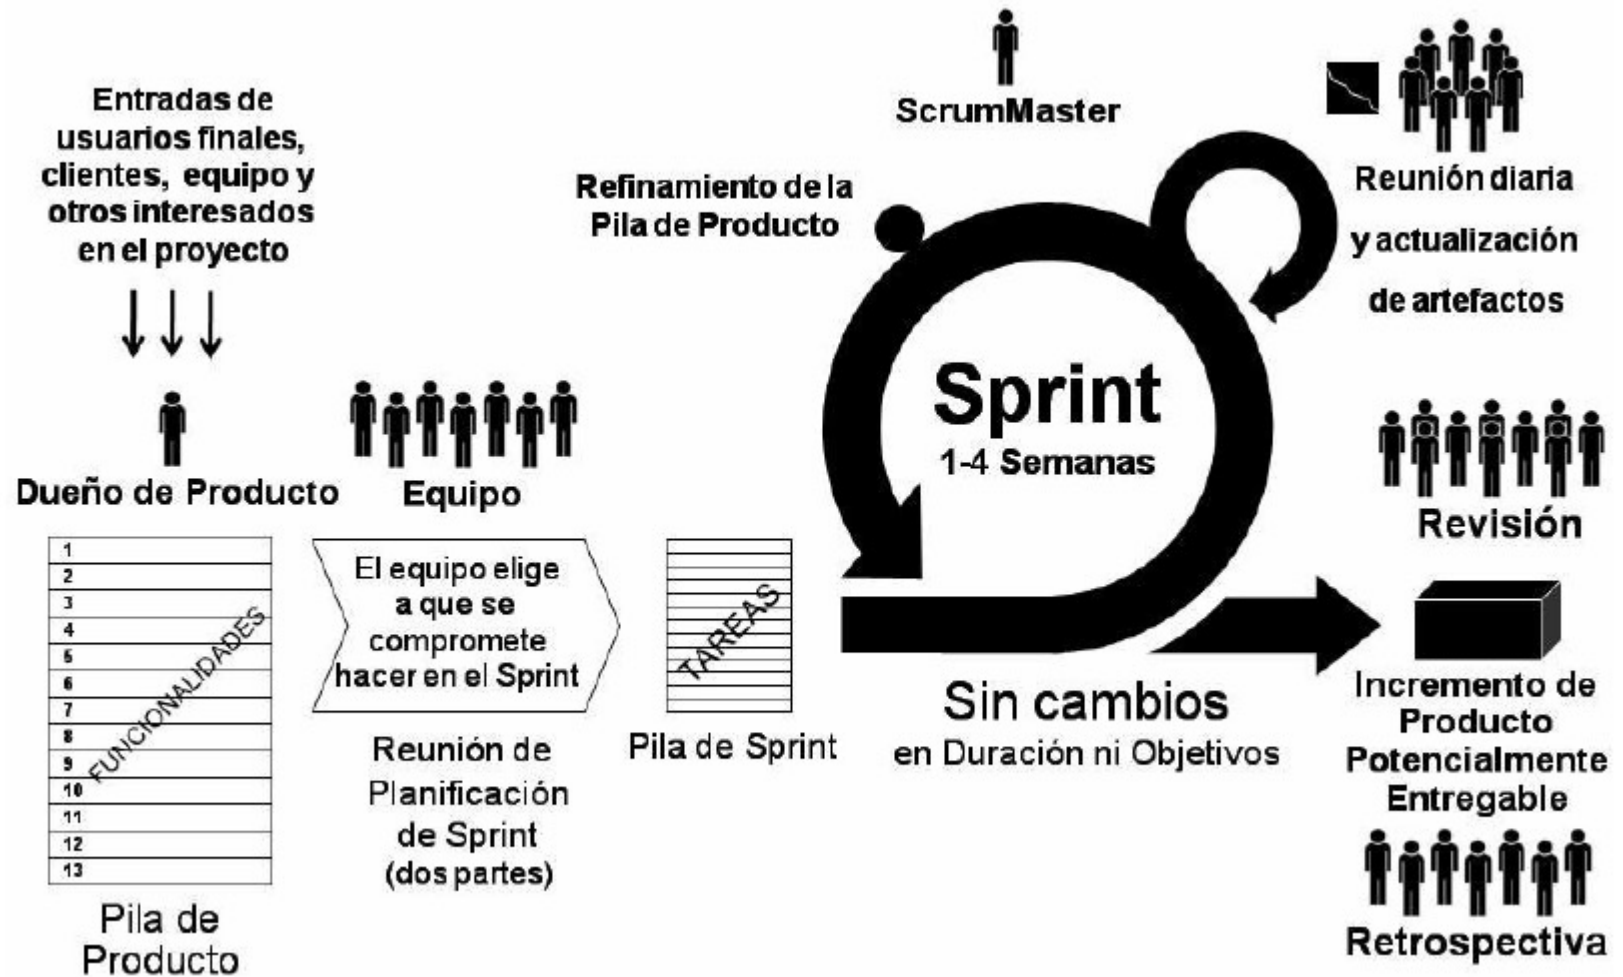 Entradas de
usuarios finales,
clientes, equipo y
otros interesados
en el proyecto
Dueño de Producto
1
2
3
4
5
6
7
8
9
10
11
12
13
FUNCIONALIDADES
Pila de
Producto
Equipo
El equipo elige
a que se
compromete
hacer en el Sprint
Reunión de
Planificación
de Sprint
(dos partes)
TAREAS
Pila de Sprint
ScrumMaster
Refinamiento de la
Pila de Producto
Sprint
1-4 Semanas
Sin cambios
en Duración ni Objetivos
Reunión diaria
y actualización
de artefactos
Revisión
Incremento de
Producto
Potencialmente
Entregable
Retrospectiva